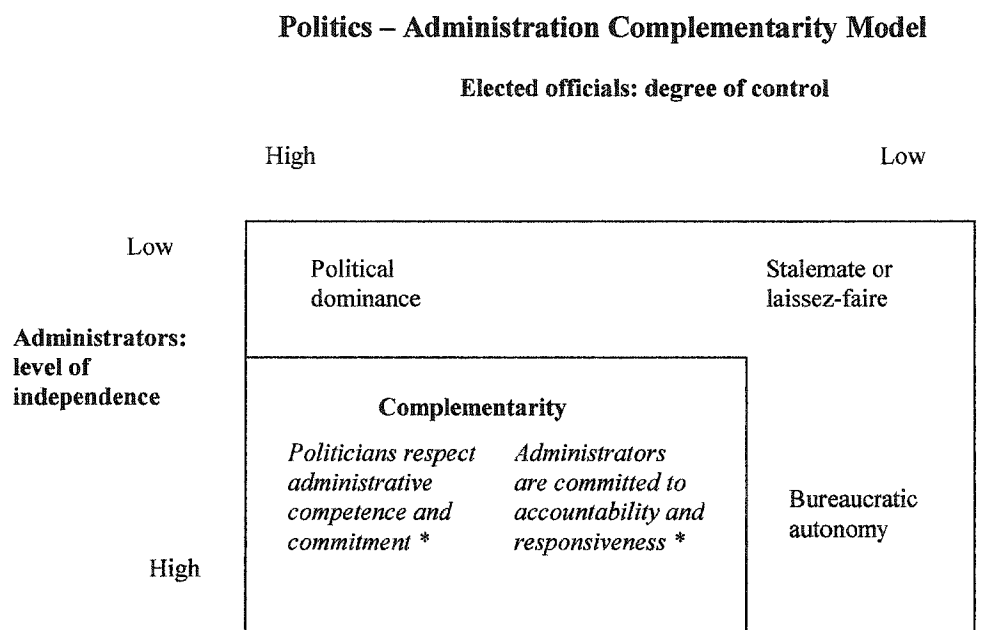 Politics – Administration Complementarity Model
Elected officials: degree of control
High
Low
Low
Political
dominance
Stalemate or
laissez-faire
Administrators:
level of
independence
Complementarity
Politicians respect
administrative
competence and
commitment *
Administrators
are committed to
accountability and
responsiveness *
Bureaucratic
autonomy
High